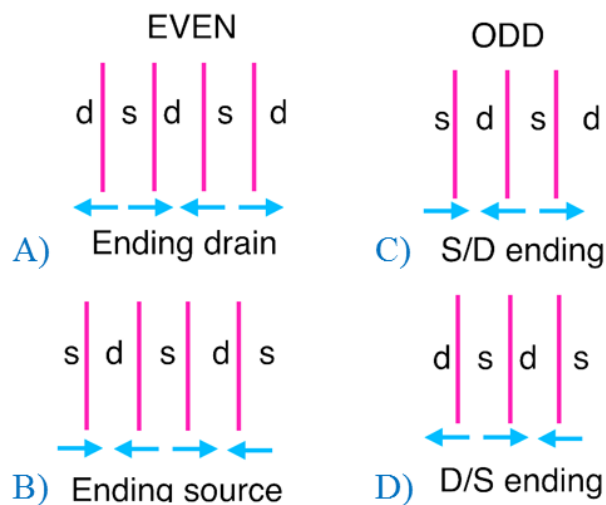 EVEN
d s d s d
A) Ending drain
s d s d s
B) Ending source
ODD
s d s d
C) S/D ending
d s d s
D) D/S ending